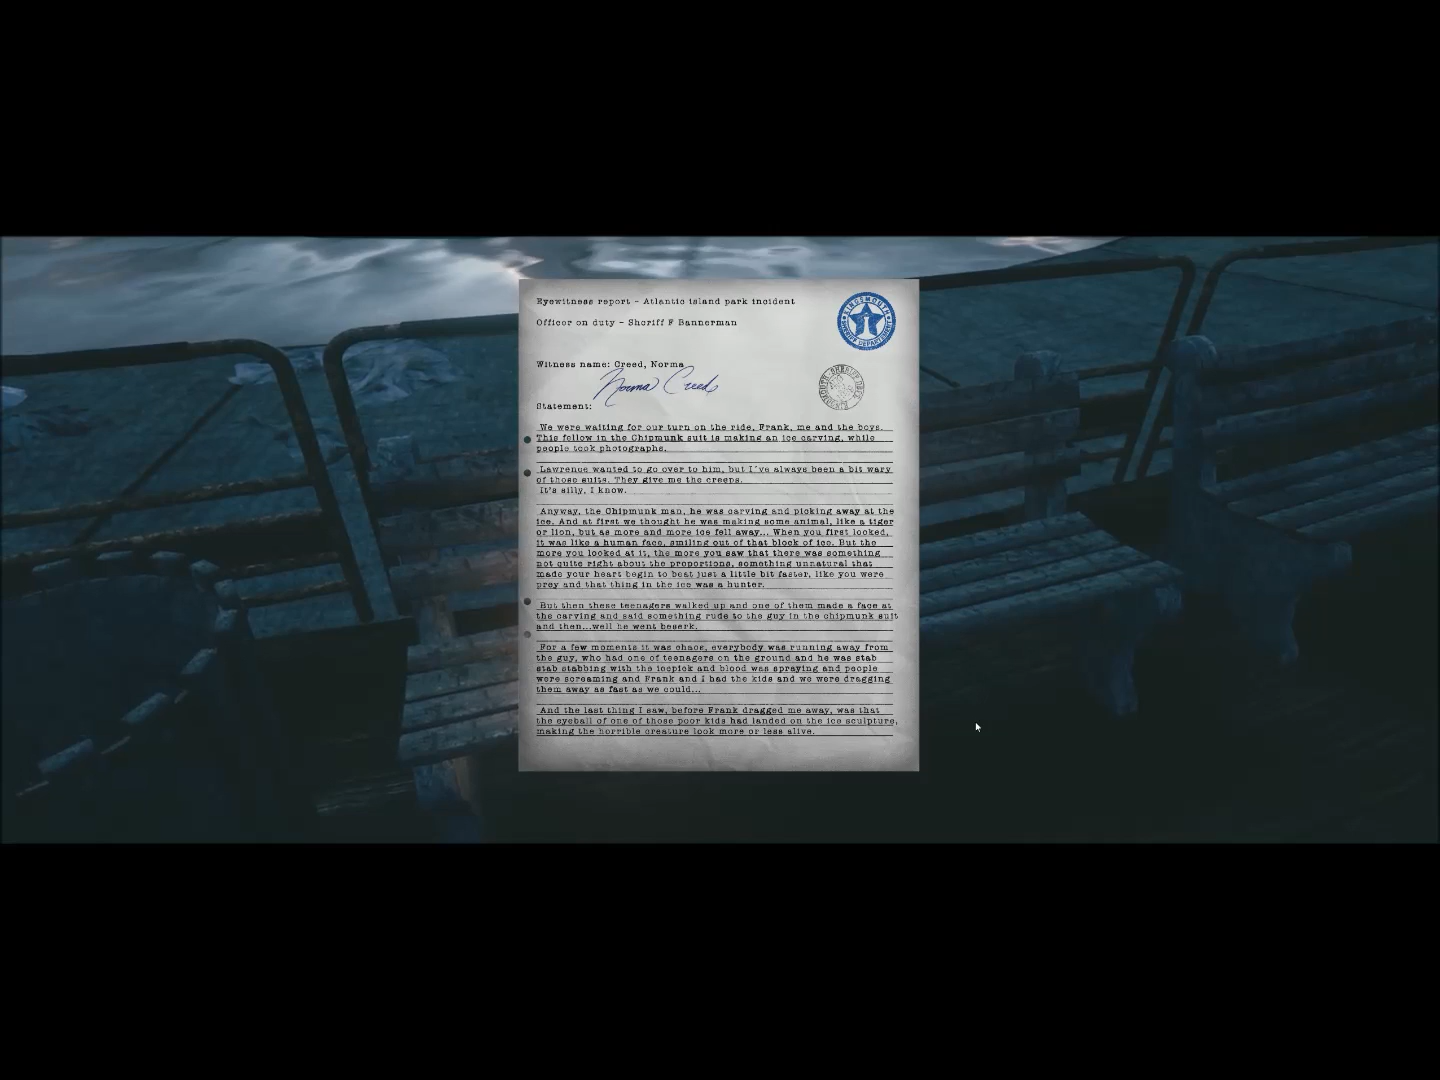 Eyewitness report - Atlantic island park incident
Officer on duty - Sheriff F Bannerman
KINGSMOUTH
SHERIFF DEPARTMENT
Witness name: Creed, Norma
Norma Creed
Statement:
We were waiting for our turn on the ride, Frank, me and the boys.
This fellow in the Chipmunk suit is making an ice carving, while
people took photographs.
Lawrence wanted to go over to him, but I've always been a bit wary
of those suits. They give me the creeps.
It's silly, I know.
Anyway, the Chipmunk man, he was carving and picking away at the
ice. And at first we thought he was making some animal, like a tiger
or lion, but as more and more ice fell away... When you first looked,
it was like a human face, smiling out of that block of ice. But the
more you looked at it, the more you saw that there was something
not quite right about the proportions, something unnatural that
made your heart begin to beat just a little bit faster, like you were
prey and that thing in the ice was a hunter.
But then these teenagers walked up and one of them made a face at
the carving and said something rude to the guy in the chipmunk suit
and then...well he went beserk.
For a few moments it was chaos, everybody was running away from
the guy, who had one of teenagers on the ground and he was stab
stab stabbing with the icepick and blood was spraying and people
were screaming and Frank and I had the kids and we were dragging
them away as fast as we could...
And the last thing I saw, before Frank dragged me away, was that
the eyeball of one of those poor kids had landed on the ice sculpture,
making the horrible creature look more or less alive.